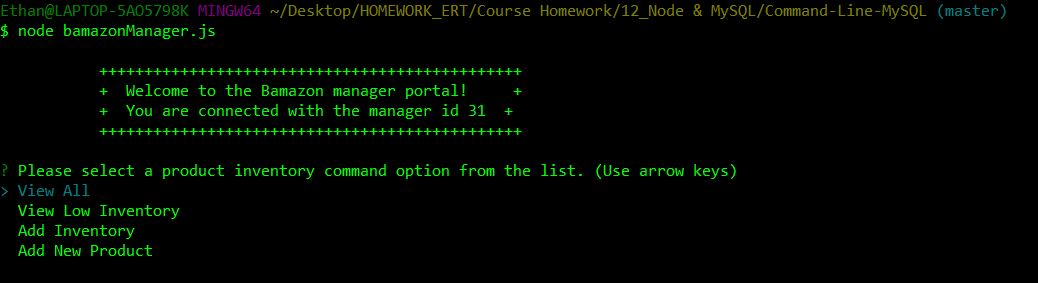 Ethan@LAPTOP-5AO5798K MINGW64 ~/Desktop/HOMEWORK_ERT/Course Homework/12_Node & MySQL/Command-Line-MySQL (master)
$ node bamazonManager.js
+++++++++++++++++++++++++++++++++++++++++++++++
+  Welcome to the Bamazon manager portal!     +
+  You are connected with the manager id 31  +
+++++++++++++++++++++++++++++++++++++++++++++++
? Please select a product inventory command option from the list. (Use arrow keys)
> View All
  View Low Inventory
  Add Inventory
  Add New Product